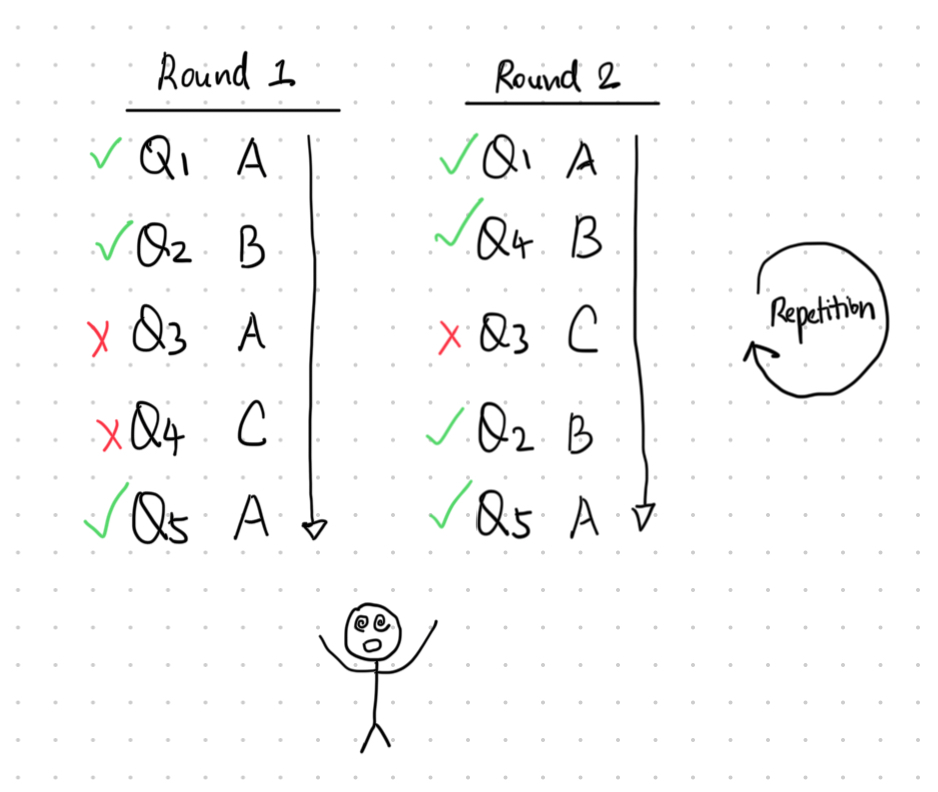 Round 1
✓ Q1 A
✓ Q2 B
X Q3 A
X Q4 C
✓ Q5 A
Round 2
✓ Q1 A
✓ Q4 B
X Q3 C
✓ Q2 B
✓ Q5 A
Repetition